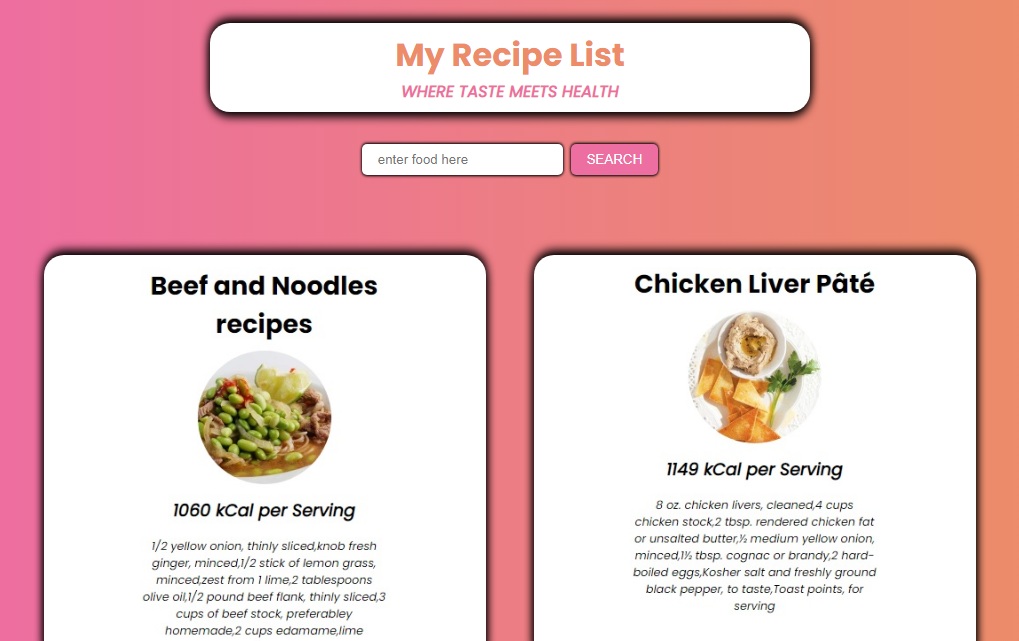 My Recipe List
WHERE TASTE MEETS HEALTH
enter food here
SEARCH
Beef and Noodles
recipes
1060 kCal per Serving
1/2 yellow onion, thinly sliced,knob fresh
ginger, minced,1/2 stick of lemon grass,
minced,zest from 1 lime,2 tablespoons
olive oil,1/2 pound beef flank, thinly sliced,3
cups of beef stock, preferabley
homemade,2 cups edamame,lime
Chicken Liver Pâté
1149 kCal per Serving
8 oz. chicken livers, cleaned,4 cups
chicken stock,2 tbsp. rendered chicken fat
or unsalted butter,½ medium yellow onion,
minced,1½ tbsp. cognac or brandy,2 hard-
boiled eggs,Kosher salt and freshly ground
black pepper, to taste,Toast points, for
serving